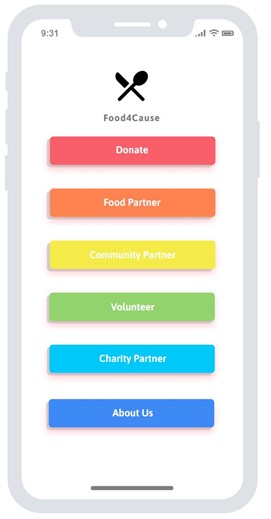 9:31
Food4Cause
Donate
Food Partner
Community Partner
Volunteer
Charity Partner
About Us